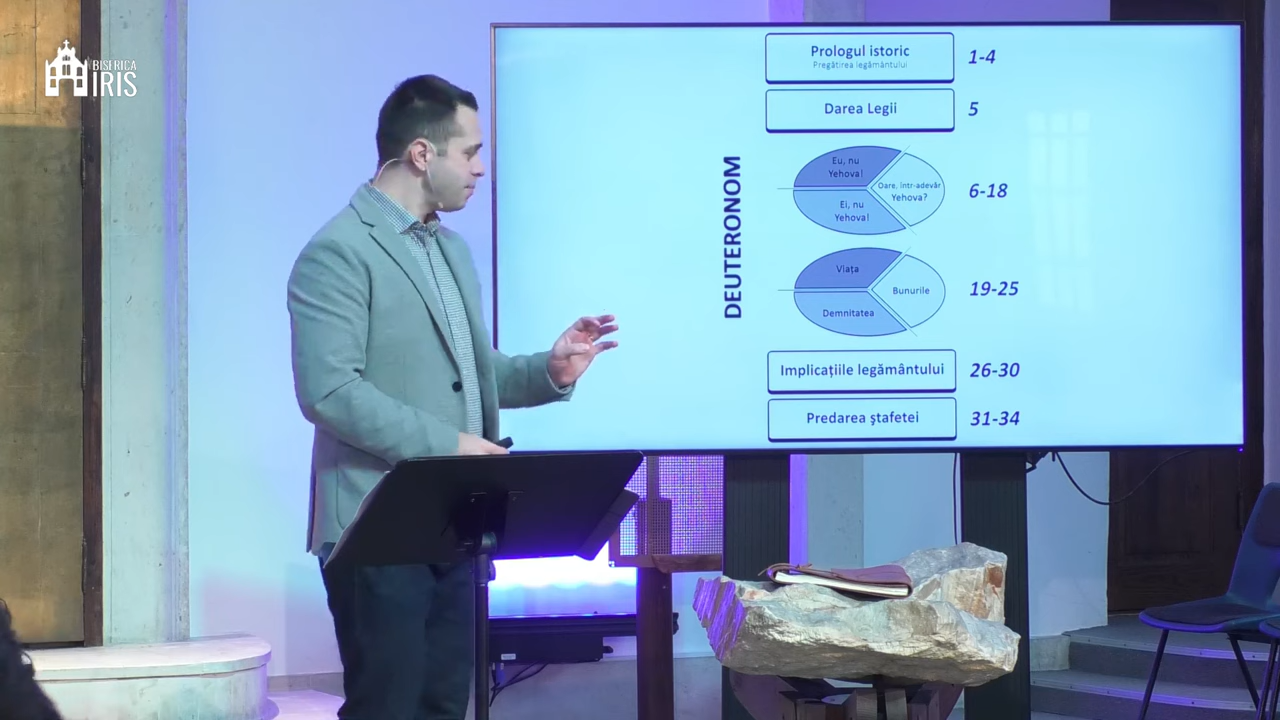 BISERICA
IRIS
DEUTERONOM
Prologul istoric
Pregătirea legământului
1-4
Darea Legii
5
Eu, nu
Yehova!
Oare, într-adevăr
Yehova?
Ei, nu
Yehova!
6-18
Viața
Bunurile
Demnitatea
19-25
Implicațiile legământului
26-30
Predarea ştafetei
31-34